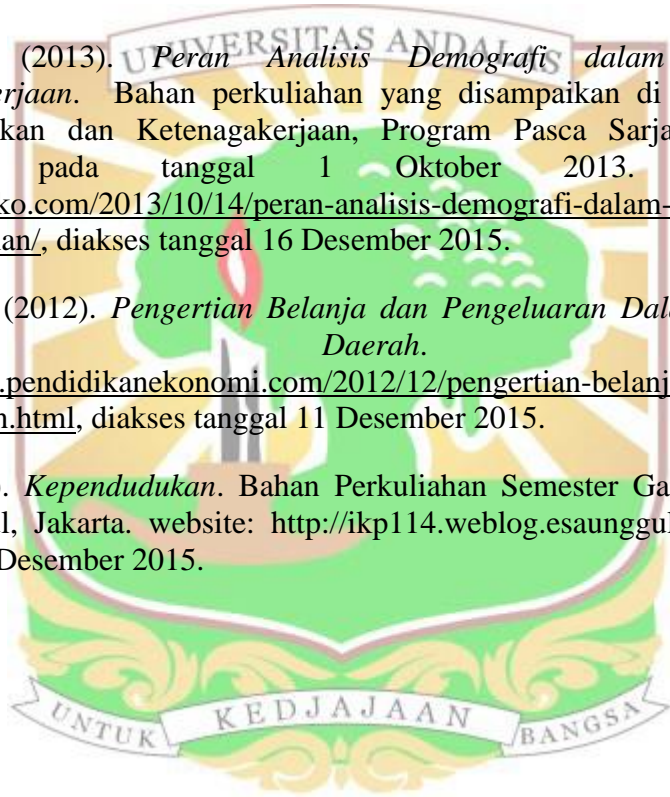 UNIVERSITAS ANDALAS
(2013). Peran Analisis Demografi dalam
erjaan. Bahan perkuliahan yang disampaikan di
kan dan Ketenagakerjaan, Program Pasca Sarja
pada tanggal 1 Oktober 2013.
ko.com/2013/10/14/peran-analisis-demografi-dalam-
an/, diakses tanggal 16 Desember 2015.
(2012). Pengertian Belanja dan Pengeluaran Dala
Daerah.
.pendidikanekonomi.com/2012/12/pengertian-belanj
n.html, diakses tanggal 11 Desember 2015.
). Kependudukan. Bahan Perkuliahan Semester Ga
l, Jakarta. website: http://ikp114.weblog.esaunggul
Desember 2015.
UNTUK KEDJAJAAN BANGSA